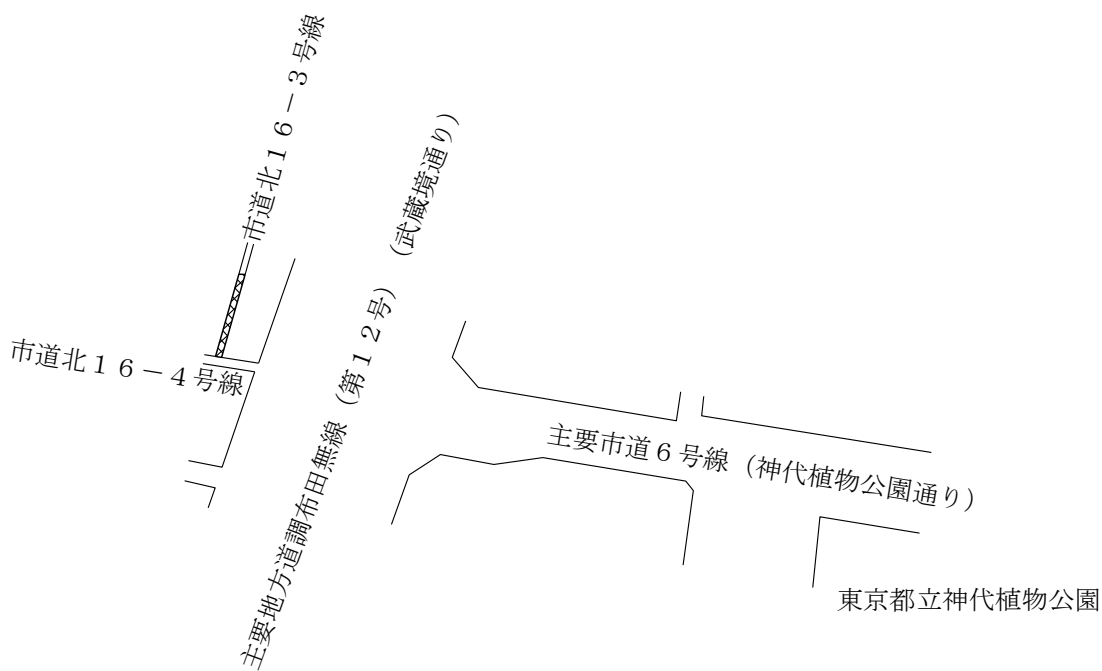 市道北１６－３号線
主要地方道調布田無線（第１２号）（武蔵境通り）
市道北１６－４号線
主要市道６号線（神代植物公園通り）
東京都立神代植物公園